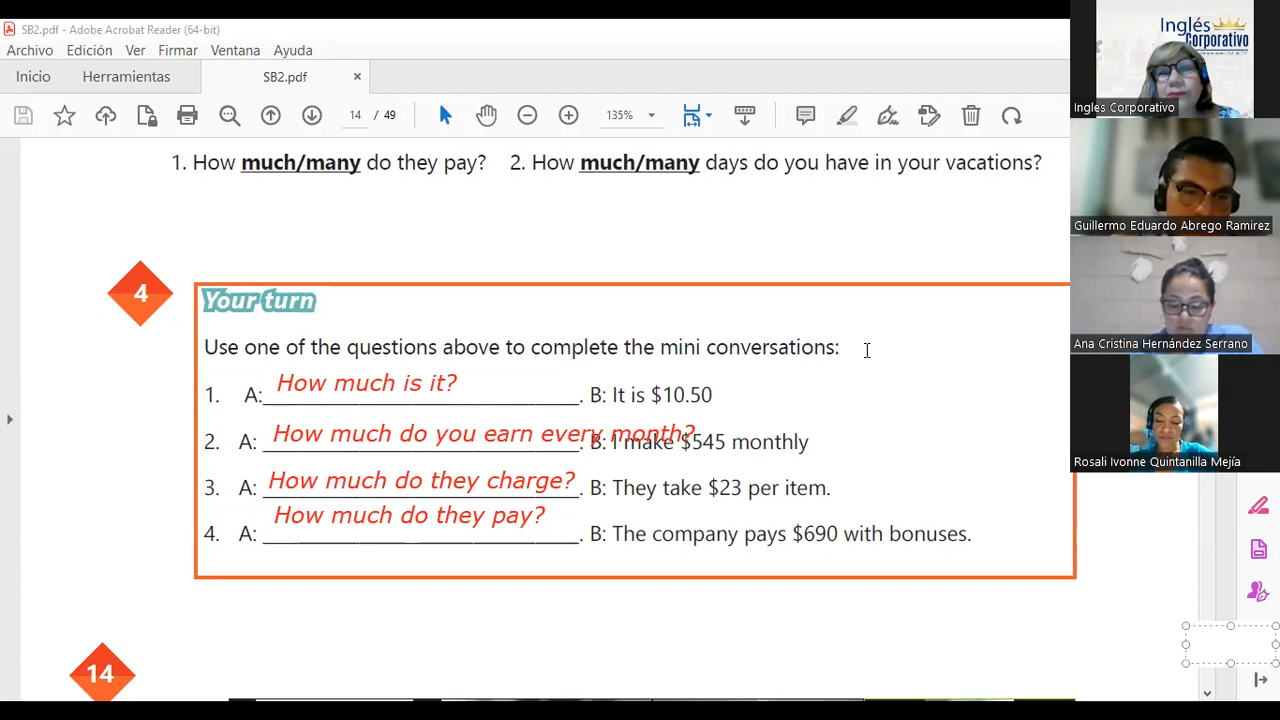 SB2.pdf - Adobe Acrobat Reader (64-bit)
Archivo Edición Ver Firmar Ventana Ayuda
Inicio Herramientas SB2.pdf ×
14 / 49 135%
1. How much/many do they pay? 2. How much/many days do you have in your vacations?
4
Your turn
Use one of the questions above to complete the mini conversations:
1. A: How much is it? . B: It is $10.50
2. A: How much do you earn every month? . B: I make $545 monthly
3. A: How much do they charge? . B: They take $23 per item.
4. A: How much do they pay? . B: The company pays $690 with bonuses.
14
Inglés
Corporativo
Ingles Corporativo
Guillermo Eduardo Abrego Ramirez
Ana Cristina Hernández Serrano
Rosali Ivonne Quintanilla Mejía